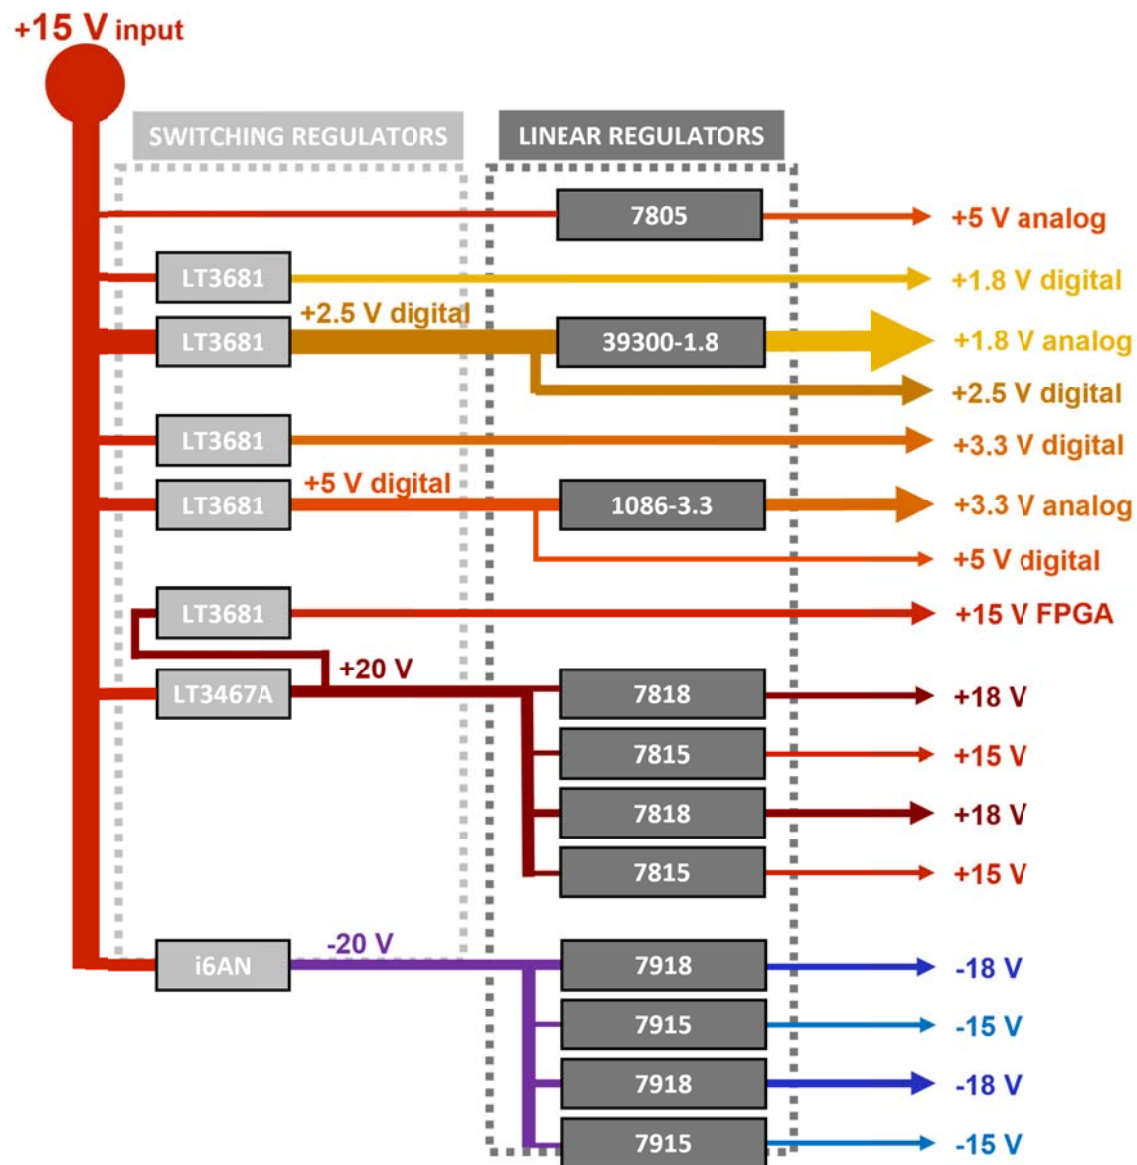 +15 V input
SWITCHING REGULATORS
LINEAR REGULATORS
7805
+5 V analog
LT3681
+1.8 V digital
LT3681
+2.5 V digital
39300-1.8
+1.8 V analog
+2.5 V digital
LT3681
+3.3 V digital
LT3681
+5 V digital
1086-3.3
+3.3 V analog
+5 V digital
LT3681
+15 V FPGA
LT3467A
+20 V
7818
+18 V
7815
+15 V
7818
+18 V
7815
+15 V
i6AN
-20 V
7918
-18 V
7915
-15 V
7918
-18 V
7915
-15 V